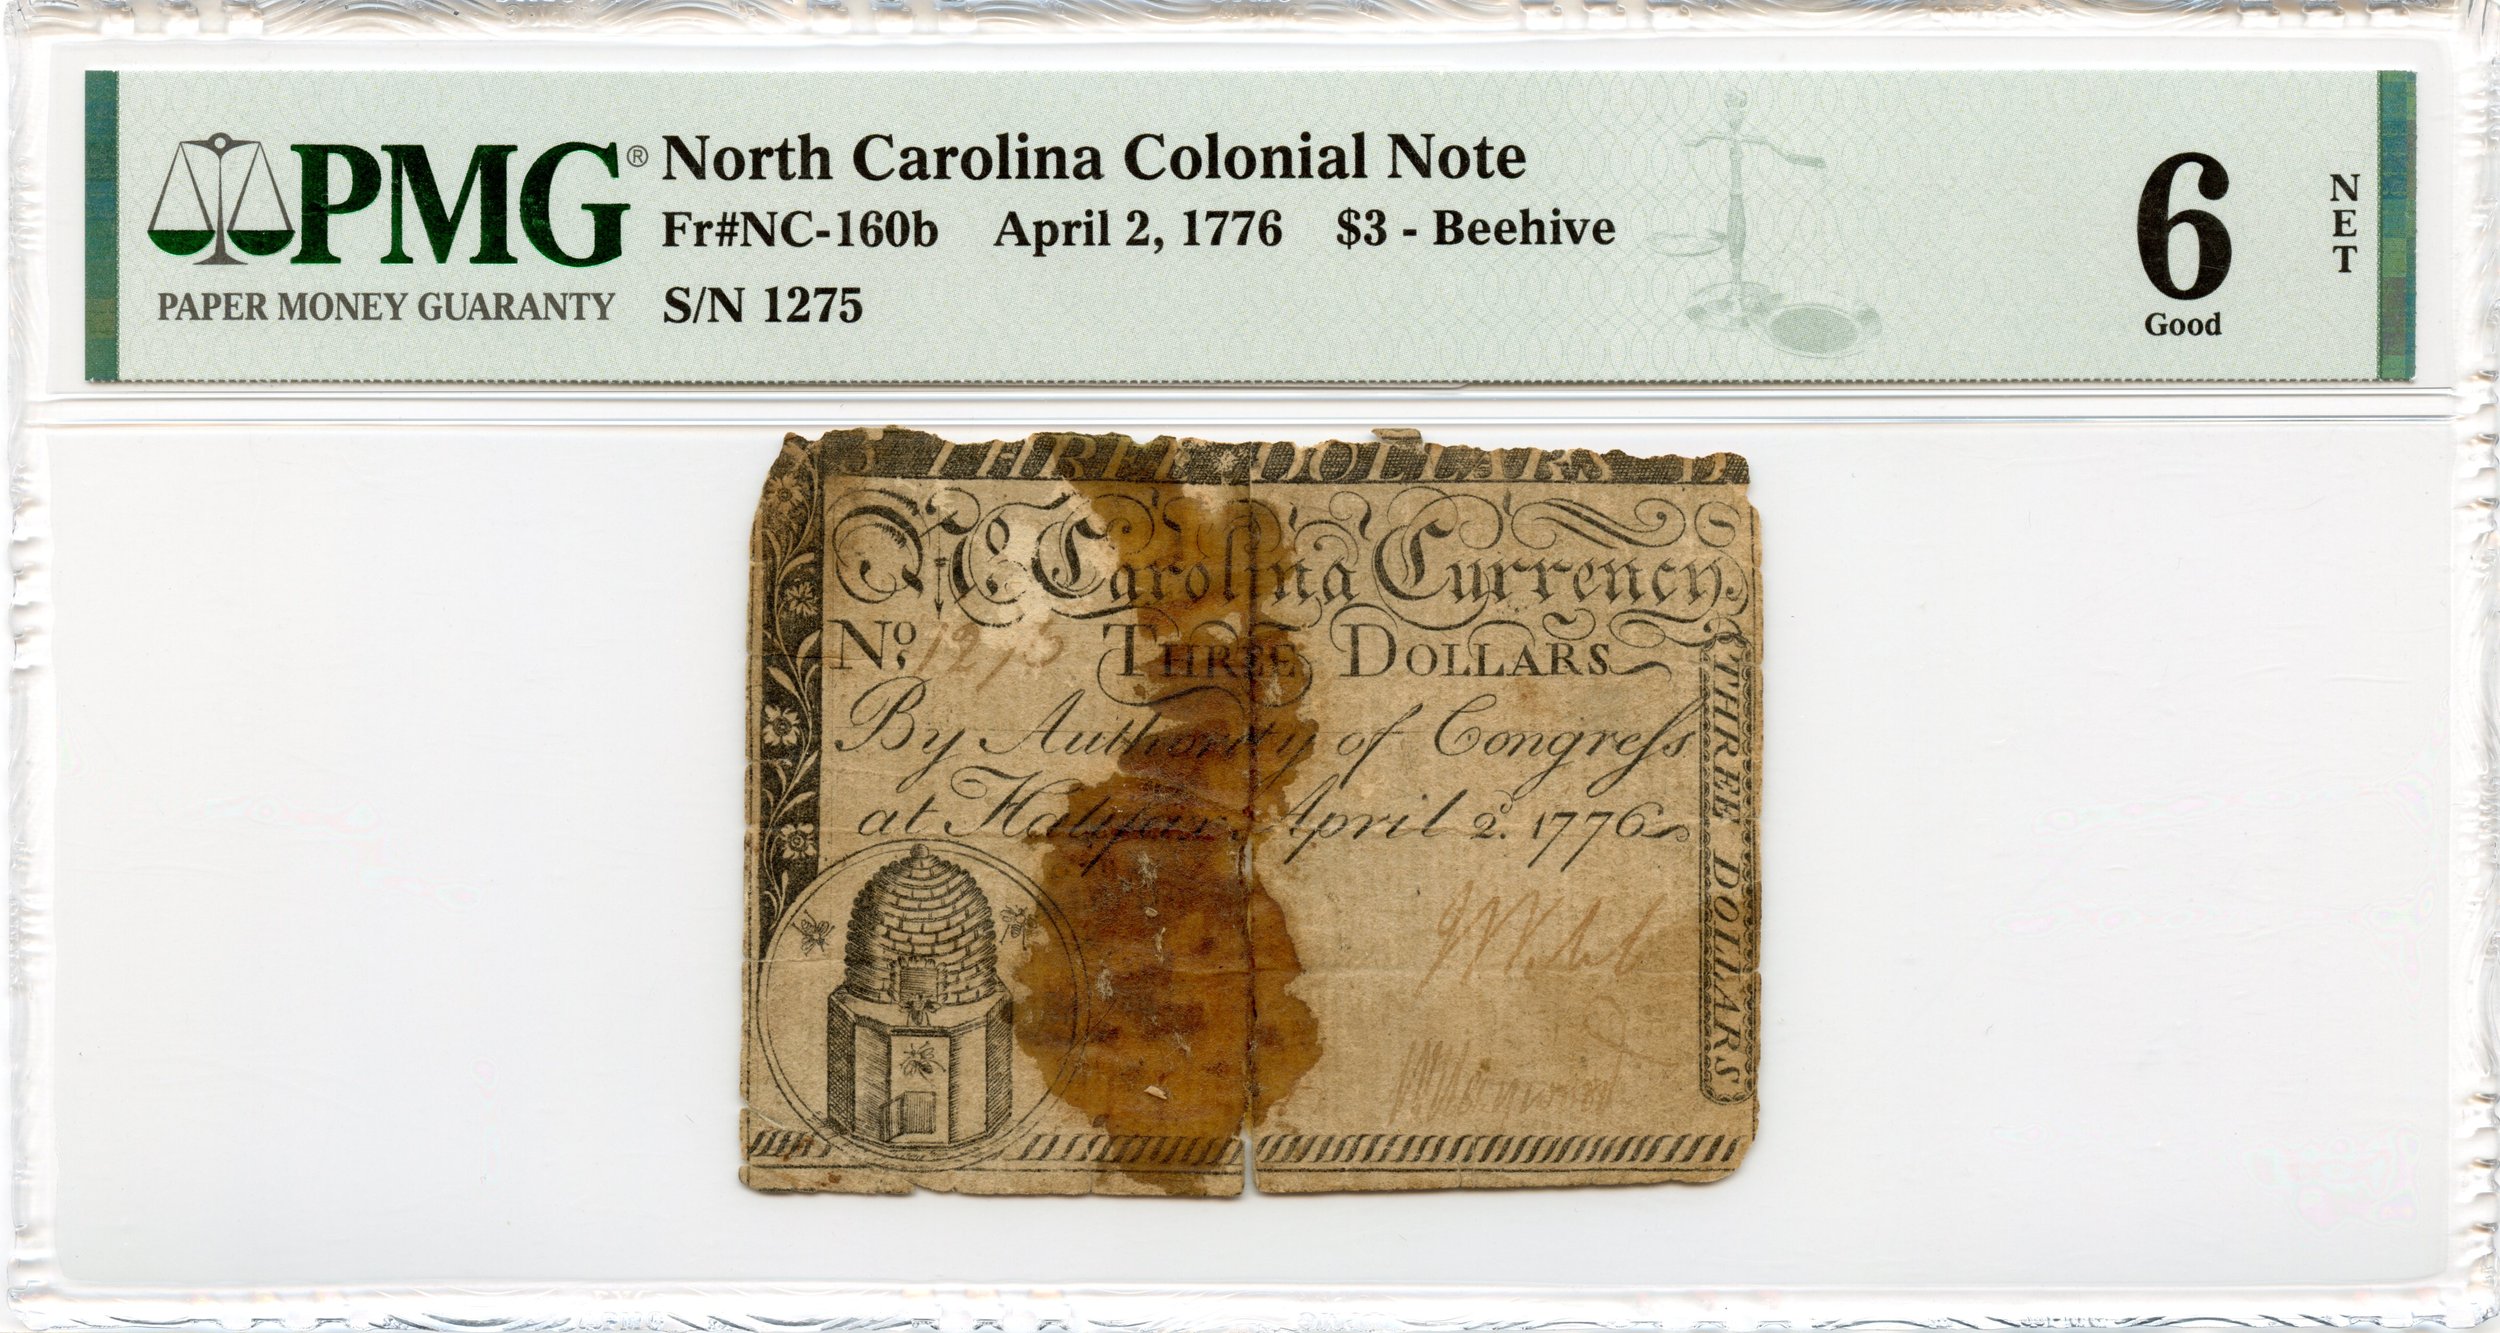 PMG®
PAPER MONEY GUARANTY
North Carolina Colonial Note
Fr#NC-160b April 2, 1776 $3 - Beehive
S/N 1275
6
Good
NET
THREE DOLLARS
No. Carolina Currency.
No. 1275 THREE DOLLARS
By Authority of Congreſs
at Halifax April 2d. 1776
THREE DOLLARS